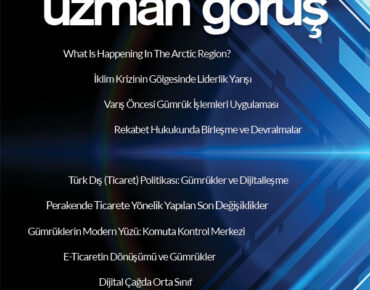 uzman görüş
What Is Happening In The Arctic Region?
İklim Krizinin Gölgesinde Liderlik Yarışı
Varış Öncesi Gümrük İşlemleri Uygulaması
Rekabet Hukukunda Birleşme ve Devralmalar
Türk Dış (Ticaret) Politikası: Gümrükler ve Dijitalleşme
Perakende Ticarete Yönelik Yapılan Son Değişiklikler
Gümrüklerin Modern Yüzü: Komuta Kontrol Merkezi
E-Ticaretin Dönüşümü ve Gümrükler
Dijital Çağda Orta Sınıf